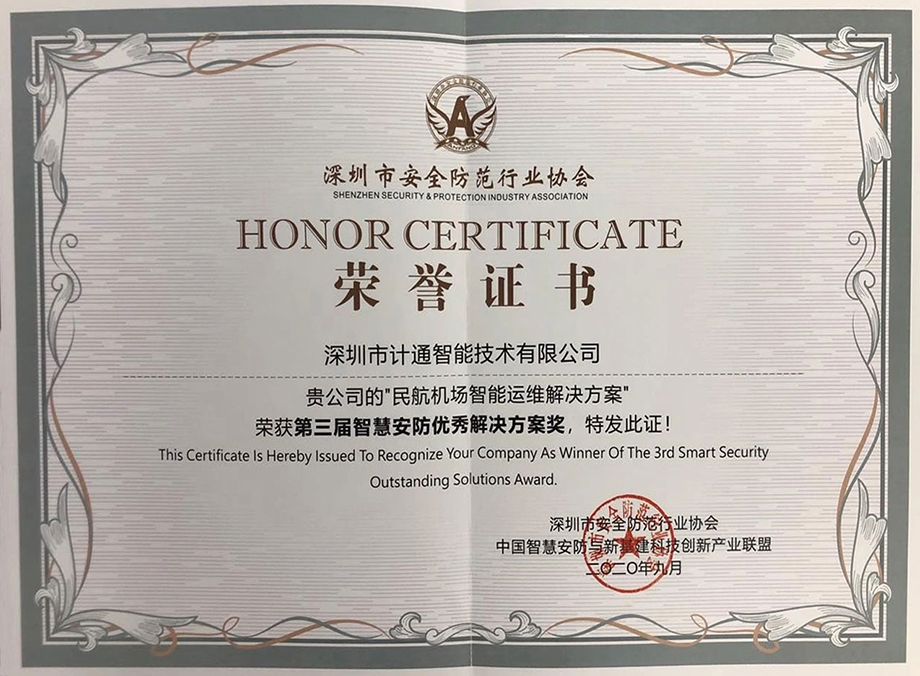 深圳市安全防范行业协会
SHENZHEN SECURITY & PROTECTION INDUSTRY ASSOCIATION
HONOR CERTIFICATE
荣誉证书
深圳市计通智能技术有限公司
贵公司的"民航机场智能运维解决方案"
荣获第三届智慧安防优秀解决方案奖，特发此证！
This Certificate Is Hereby Issued To Recognize Your Company As Winner Of The 3rd Smart Security
Outstanding Solutions Award.
深圳市安全防范行业协会
中国智慧安防与新基建科技创新产业联盟
二〇二〇年九月